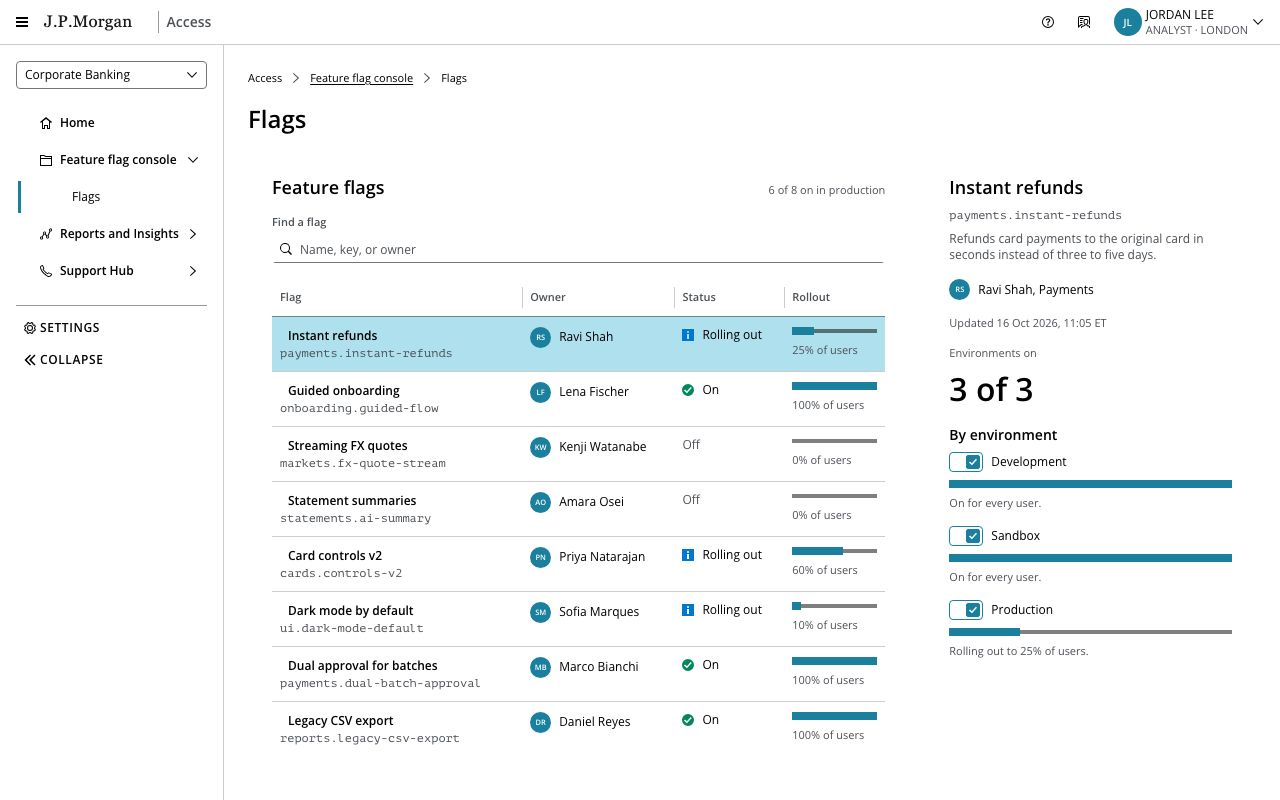 J.P.Morgan
Access
JL
JORDAN LEE
ANALYST · LONDON
Corporate Banking
Home
Feature flag console
Flags
Reports and Insights
Support Hub
SETTINGS
COLLAPSE
Access
Feature flag console
Flags
Flags
Feature flags
6 of 8 on in production
Find a flag
Name, key, or owner
Flag Owner Status Rollout
Instant refunds
payments.instant-refunds
RS Ravi Shah
Rolling out
25% of users
Guided onboarding
onboarding.guided-flow
LF Lena Fischer
On
100% of users
Streaming FX quotes
markets.fx-quote-stream
KW Kenji Watanabe
Off
0% of users
Statement summaries
statements.ai-summary
AO Amara Osei
Off
0% of users
Card controls v2
cards.controls-v2
PN Priya Natarajan
Rolling out
60% of users
Dark mode by default
ui.dark-mode-default
SM Sofia Marques
Rolling out
10% of users
Dual approval for batches
payments.dual-batch-approval
MB Marco Bianchi
On
100% of users
Legacy CSV export
reports.legacy-csv-export
DR Daniel Reyes
On
100% of users
Instant refunds
payments.instant-refunds
Refunds card payments to the original card in
seconds instead of three to five days.
RS Ravi Shah, Payments
Updated 16 Oct 2026, 11:05 ET
Environments on
3 of 3
By environment
Development
On for every user.
Sandbox
On for every user.
Production
Rolling out to 25% of users.